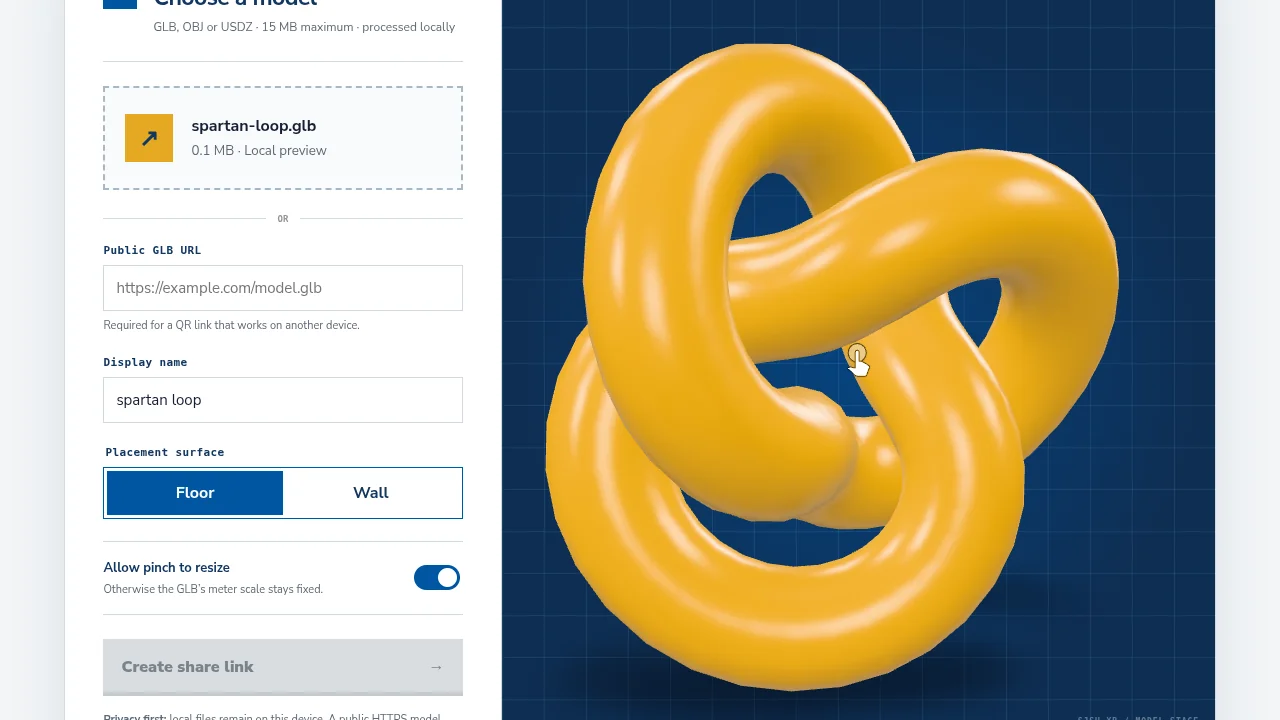 Choose a model
GLB, OBJ or USDZ · 15 MB maximum · processed locally
spartan-loop.glb
0.1 MB · Local preview
OR
Public GLB URL
https://example.com/model.glb
Required for a QR link that works on another device.
Display name
spartan loop
Placement surface
Floor
Wall
Allow pinch to resize
Otherwise the GLB's meter scale stays fixed.
Create share link →
Privacy first: local files remain on this device. A public HTTPS model